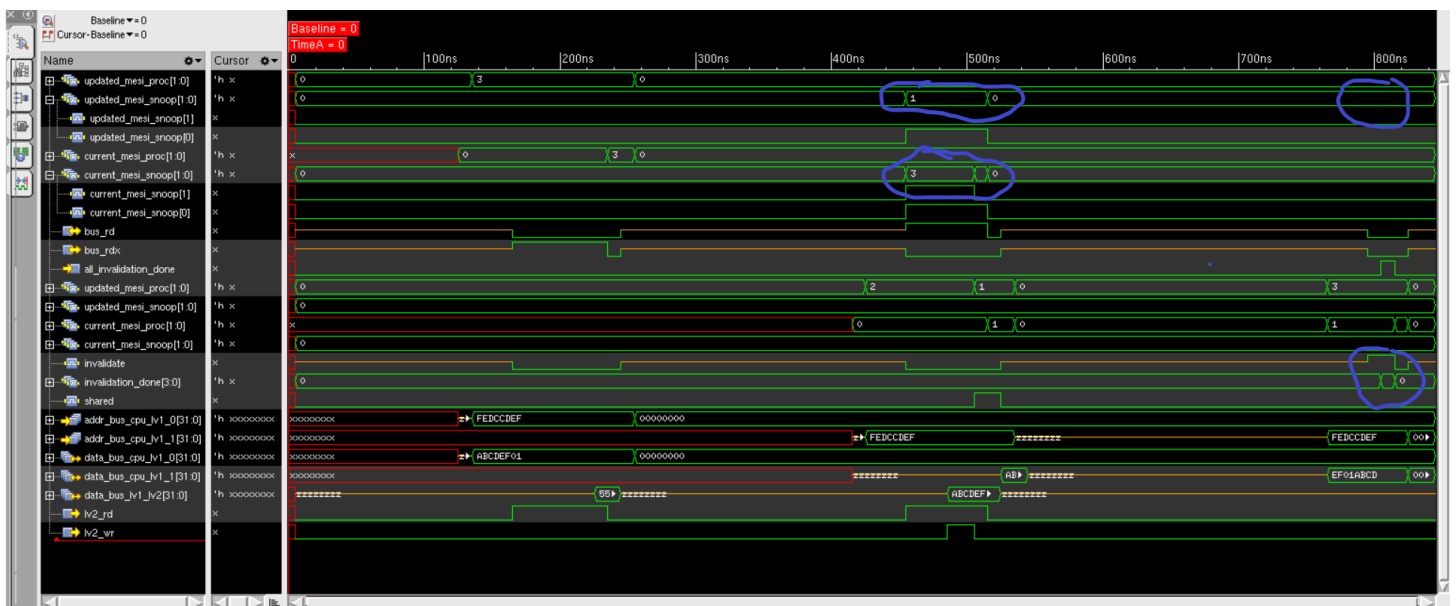 Baseline ▼= 0
Cursor-Baseline ▼= 0
Baseline = 0
TimeA = 0
Name Cursor 0 100ns 200ns 300ns 400ns 500ns 600ns 700ns 800ns
updated_mesi_proc[1:0] 'h x 0 3 0
updated_mesi_snoop[1:0] 'h x 0 1 0
updated_mesi_snoop[1] x
updated_mesi_snoop[0] x
current_mesi_proc[1:0] 'h x x 0 3 0
current_mesi_snoop[1:0] 'h x 0 3 0
current_mesi_snoop[1] x
current_mesi_snoop[0] x
bus_rd x
bus_rdx x
all_invalidation_done x
updated_mesi_proc[1:0] 'h x 0 2 1 0 3 0
updated_mesi_snoop[1:0] 'h x 0
current_mesi_proc[1:0] 'h x x 0 1 0 1 0
current_mesi_snoop[1:0] 'h x 0
invalidate x
invalidation_done[3:0] 'h x 0 0
shared x
addr_bus_cpu_lv1_0[31:0] 'h xxxxxxxx xxxxxxxx z FEDCCDEF 00000000
addr_bus_cpu_lv1_1[31:0] 'h xxxxxxxx xxxxxxxx z FEDCCDEF zzzzzzzz FEDCCDEF 00
data_bus_cpu_lv1_0[31:0] 'h xxxxxxxx xxxxxxxx z ABCDEF01 00000000
data_bus_cpu_lv1_1[31:0] 'h xxxxxxxx xxxxxxxx zzzzzzzz AB zzzzzzzz EF01ABCD 00
data_bus_lv1_lv2[31:0] 'h xxxxxxxx zzzzzzzz 55 zzzzzzzz ABCDEF zzzzzzzz
lv2_rd x
lv2_wr x